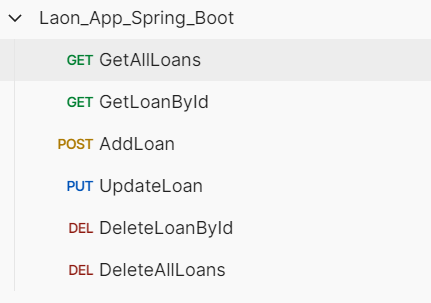 Laon_App_Spring_Boot
GET GetAllLoans
GET GetLoanById
POST AddLoan
PUT UpdateLoan
DEL DeleteLoanById
DEL DeleteAllLoans